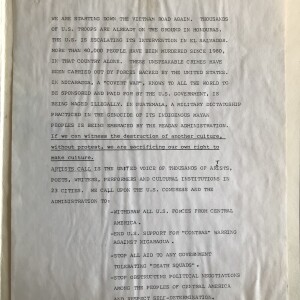 WE ARE STARTING DOWN THE VIETNAM ROAD AGAIN.  THOUSANDS
OF U.S. TROOPS ARE ALREADY ON THE GROUND IN HONDURAS.
THE U.S. IS ESCALATING ITS INTERVENTION IN EL SALVADOR.
MORE THAN 40,000 PEOPLE HAVE BEEN MURDERED SINCE 1980,
IN THAT COUNTRY ALONE.  THESE UNSPEAKABLE CRIMES HAVE
BEEN CARRIED OUT BY FORCES BACKED BY THE UNITED STATES.
IN NICARAGUA, A "COVERT WAR" KNOWN TO ALL THE WORLD TO
BE SPONSORED AND PAID FOR BY THE U.S. GOVERNMENT, IS
BEING WAGED ILLEGALLY. IN GUATEMALA, A MILITARY DICTATORSHIP
PRACTICED IN THE GENOCIDE OF ITS INDIGENOUS MAYAN
PEOPLES IS BEING EMBRACED BY THE REAGAN ADMINISTRATION.
If we can witness the destruction of another culture,
without protest, we are sacrificing our own right to
make culture.
ARTISTS CALL IS THE UNITED VOICE OF THOUSANDS OF ARTISTS,
POETS, WRITERS, PERFORMERS AND CULTURAL INSTITUTIONS IN
CITIES.  WE CALL UPON THE U.S. CONGRESS AND THE
ADMINISTRATION TO:
-WITHDRAW ALL U.S. FORCES FROM CENTRAL
AMERICA.
-END U.S. SUPPORT FOR "CONTRAS" WARRING
AGAINST NICARAGUA.
-STOP ALL AID TO ANY GOVERNMENT
TOLERATING "DEATH SQUADS".
-STOP OBSTRUCTING POLITICAL NEGOTIATIONS
AMONG THE PEOPLES OF CENTRAL AMERICA
AND RESPECT SELF-DETERMINATION.